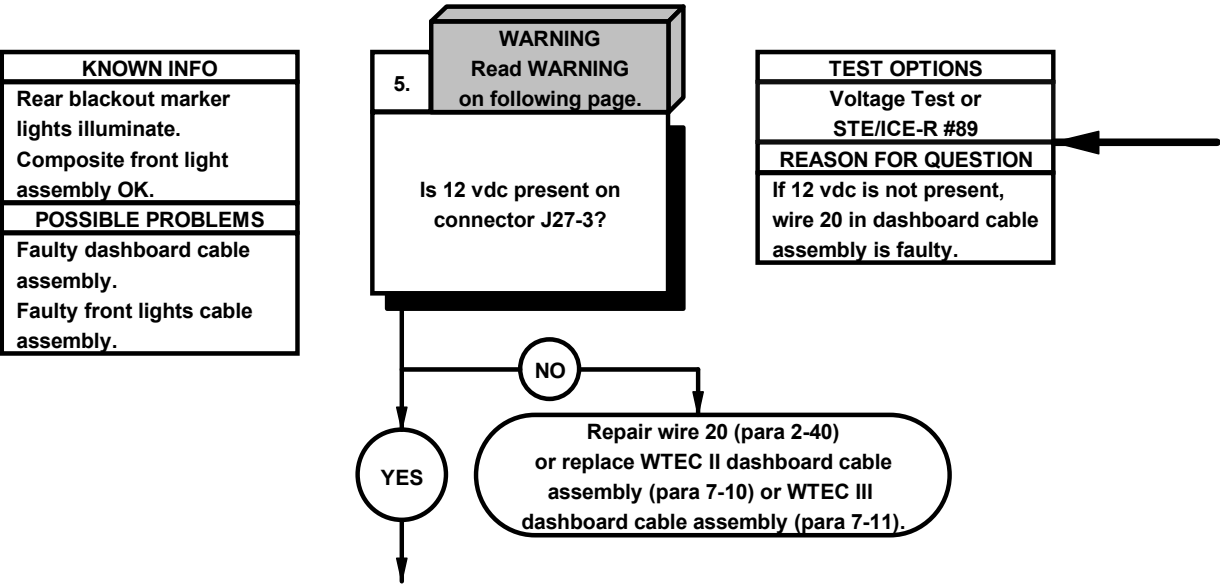 KNOWN INFO
Rear blackout marker
lights illuminate.
Composite front light
assembly OK.
POSSIBLE PROBLEMS
Faulty dashboard cable
assembly.
Faulty front lights cable
assembly.
WARNING
Read WARNING
on following page.
5.
Is 12 vdc present on
connector J27-3?
TEST OPTIONS
Voltage Test or
STE/ICE-R #89
REASON FOR QUESTION
If 12 vdc is not present,
wire 20 in dashboard cable
assembly is faulty.
NO
YES
Repair wire 20 (para 2-40)
or replace WTEC II dashboard cable
assembly (para 7-10) or WTEC III
dashboard cable assembly (para 7-11).